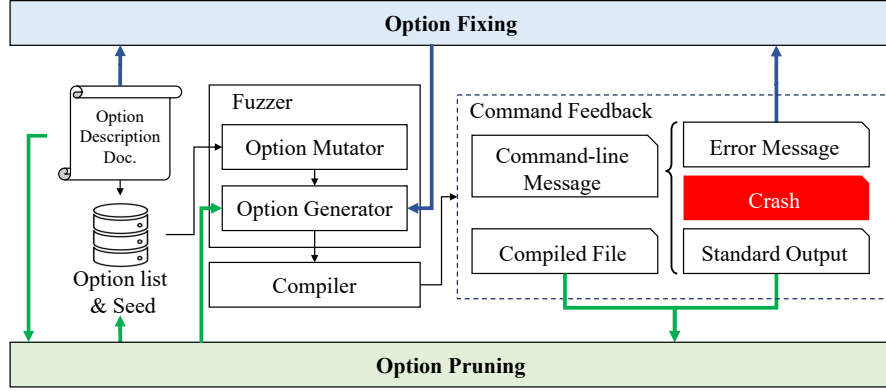 Option Fixing
Option
Description
Doc.
Option list
& Seed
Fuzzer
Option Mutator
Option Generator
Compiler
Command Feedback
Command-line
Message
Compiled File
Error Message
Crash
Standard Output
Option Pruning